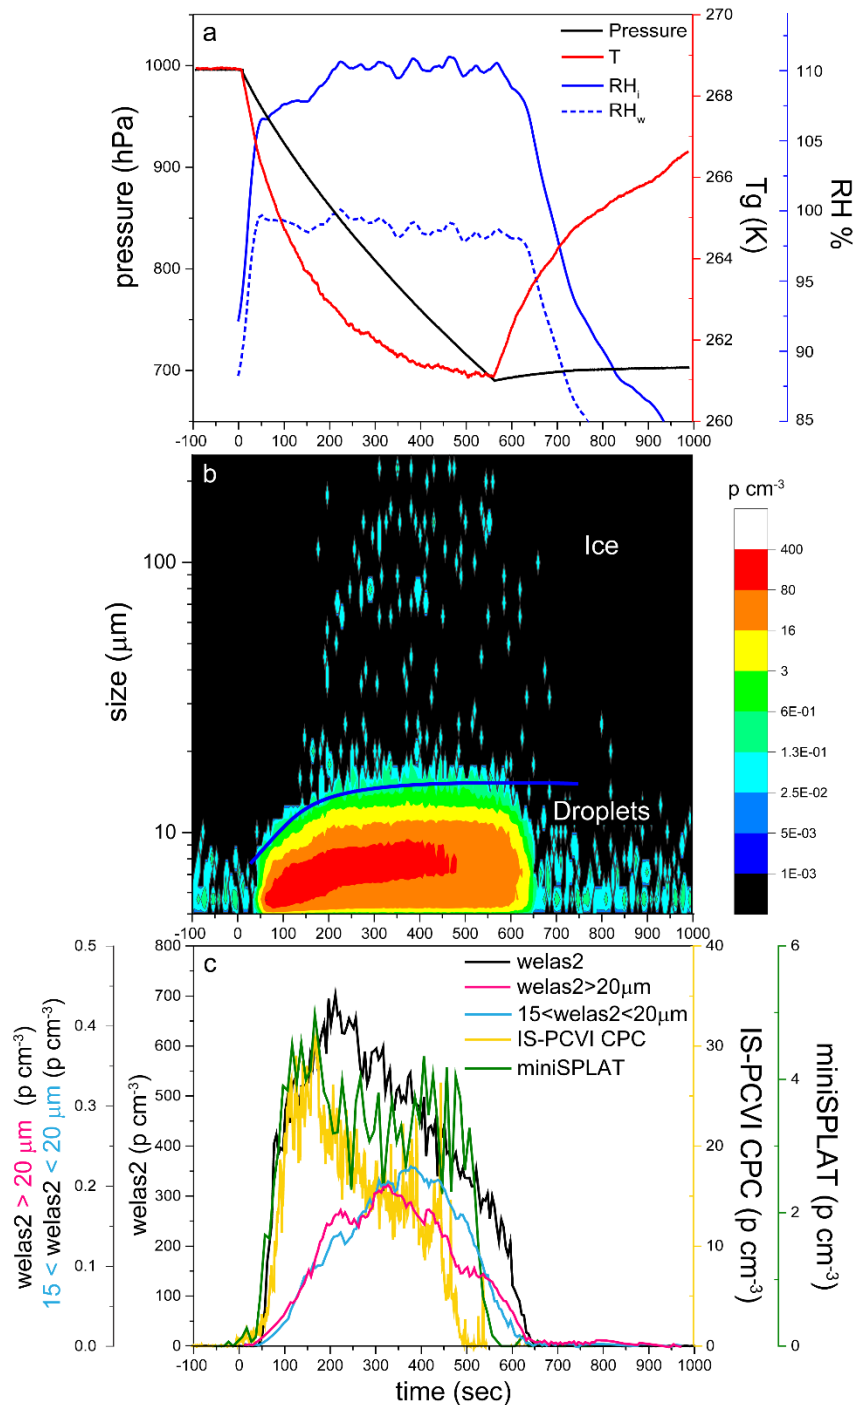 a
Pressure
T
RHi
RHw
pressure (hPa)
1000
900
800
700
270
268
266
264
262
260
Tg (K)
110
105
100
95
90
85
RH %
-100 0 100 200 300 400 500 600 700 800 900 1000
b
Ice
Droplets
size (μm)
100
10
p cm-3
400
80
16
3
6E-01
1.3E-01
2.5E-02
5E-03
1E-03
-100 0 100 200 300 400 500 600 700 800 900 1000
c
welas2
welas2>20μm
15<welas2<20μm
IS-PCVI CPC
miniSPLAT
welas2 > 20 μm (p cm-3)
15 < welas2 < 20 μm (p cm-3)
0.5
0.4
0.3
0.2
0.1
0.0
welas2 (p cm-3)
800
700
600
500
400
300
200
100
0
40
30
20
10
0
IS-PCVI CPC (p cm-3)
6
4
2
0
miniSPLAT (p cm-3)
-100 0 100 200 300 400 500 600 700 800 900 1000
time (sec)